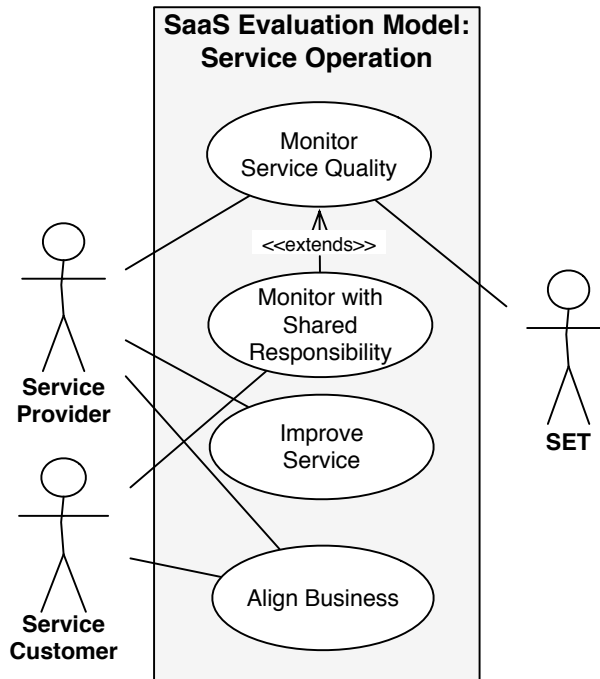 SaaS Evaluation Model:
Service Operation
Monitor
Service Quality
<<extends>>
Monitor with
Shared
Responsibility
Service
Provider
SET
Improve
Service
Align Business
Service
Customer